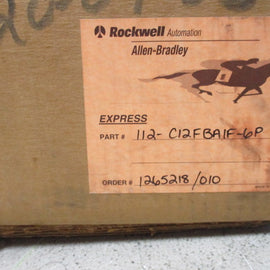 Rockwell Automation
Allen-Bradley
EXPRESS
PART # 112- C12FBA1F-6P
ORDER # 1265218/010